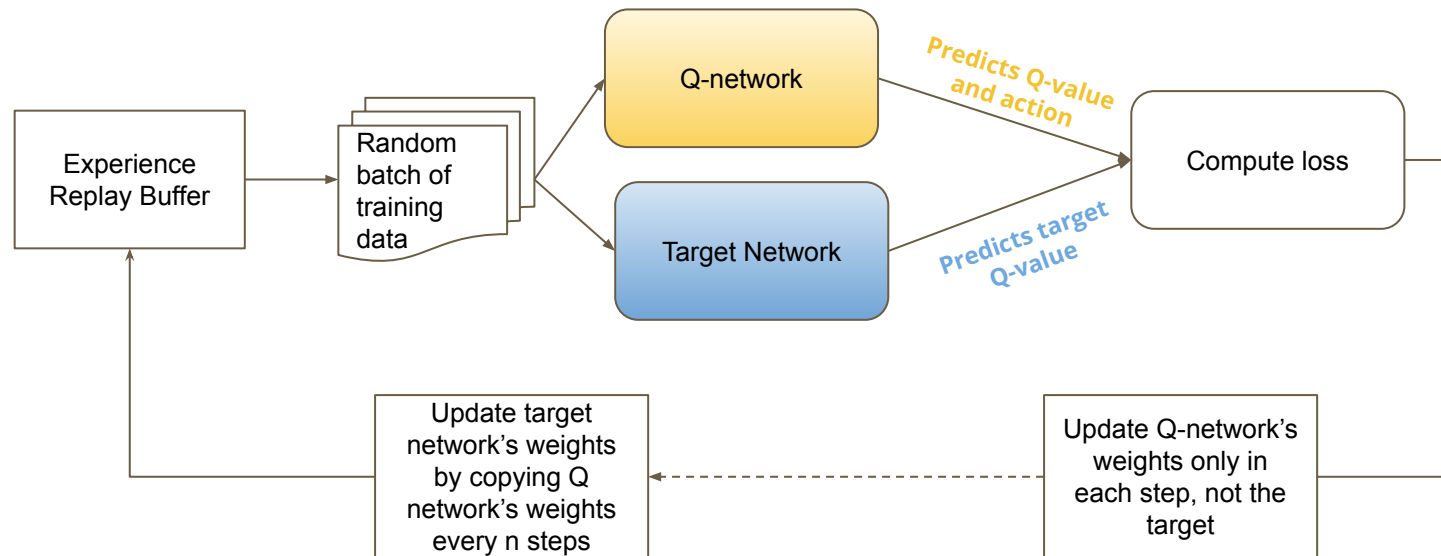 Experience
Replay Buffer
Random
batch of
training
data
Q-network
Target Network
Predicts Q-value
and action
Predicts target
Q-value
Compute loss
Update target
network’s weights
by copying Q
network’s weights
every n steps
Update Q-network’s
weights only in
each step, not the
target